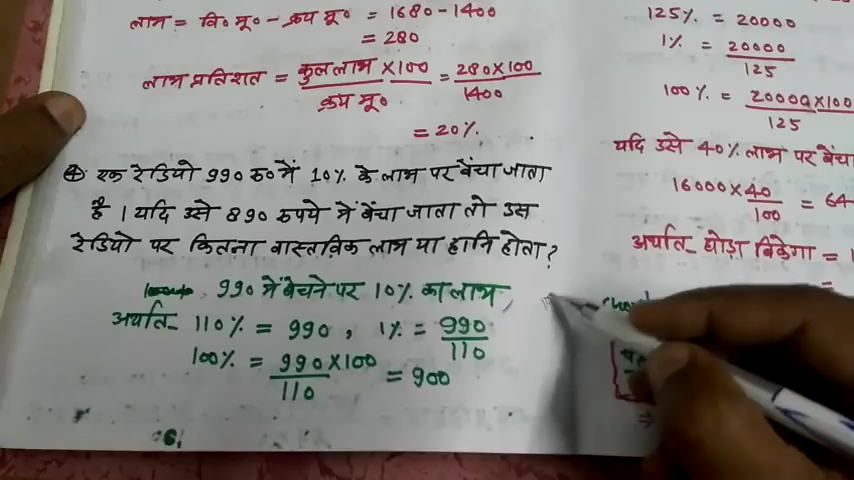 लाभ = वि० मू० - क्रय मू० = 1680 - 1400
= 280
लाभ प्रतिशत = कुल लाभ × 100 / क्रय मू० = 280 × 100 / 1400
= 20%.
④ एक रेडियो 990 रु० में 10% के लाभ पर बेंचा जाता
है । यदि उसे 890 रुपये में बेंचा जाता तो उस
रेडियो पर कितना वास्तविक लाभ या हानि होता?
990 में बेचने पर 10% का लाभ,
अर्थात- 110% = 990, 1% = 990 / 110
100% = 990 × 100 / 110 = 900
6
125% = 20000
1% = 20000 / 125
100% = 20000 × 100 / 125
यदि उसे 40% लाभ पर बेंचा
16000 × 40 / 100 = 64
अर्थात- घोड़ा बिकेगा =
=